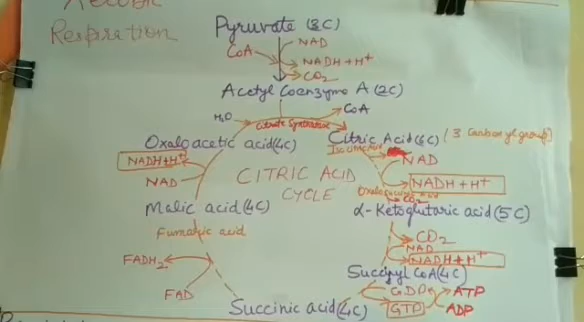 Aerobic
Respiration
Pyruvate (3C)
CoA
NAD
NADH + H+
CO2
Acetyl Coenzyme A (2C)
H2O
CoA
Citrate Synthase
Oxaloacetic acid (4C)
Citric Acid (6C) (3 Carboxyl group)
NADH+H+
NAD
NAD
CITRIC ACID
CYCLE
NADH + H+
CO2
Malic acid (4C)
α-Ketoglutaric acid (5C)
Fumaric acid
CO2
NAD
NADH+H+
FADH2
FAD
Succinyl CoA (4C)
GDP
ATP
GTP
ADP
Succinic acid (4C)